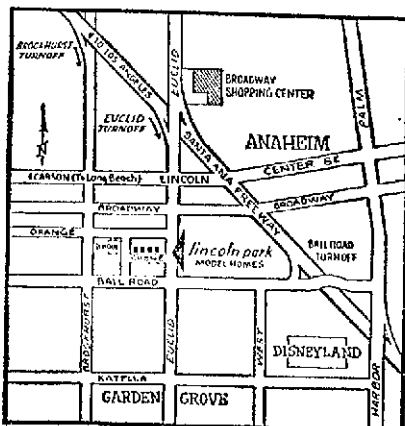 BROOKHURST
TURNOFF
TO LOS ANGELES
EUCLID
BROADWAY
SHOPPING CENTER
PALM
EUCLID
TURNOFF
ANAHEIM
SANTA ANA FREEWAY
CENTER ST.
N
CARSON (To Long Beach)
LINCOLN
BROADWAY
BROADWAY
ORANGE
BALL ROAD
TURNOFF
lincoln park
MODEL HOMES
BALL ROAD
BROOKHURST
EUCLID
WEST
DISNEYLAND
HARBOR
KATELLA
GARDEN GROVE